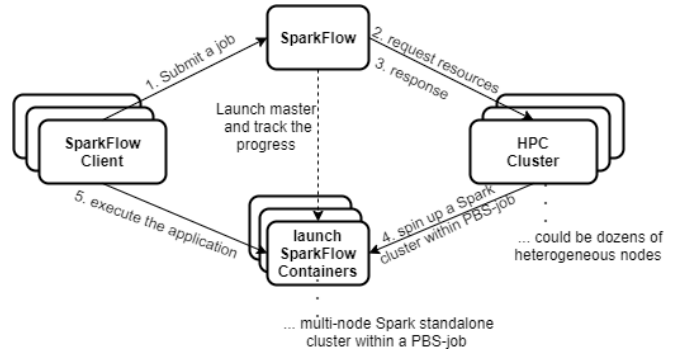 SparkFlow
1. Submit a job
2. request resources
3. response
Launch master
and track the
progress
SparkFlow
Client
HPC
Cluster
5. execute the application
4. spin up a Spark
cluster within PBS-job
launch
SparkFlow
Containers
... could be dozens of
heterogeneous nodes
... multi-node Spark standalone
cluster within a PBS-job